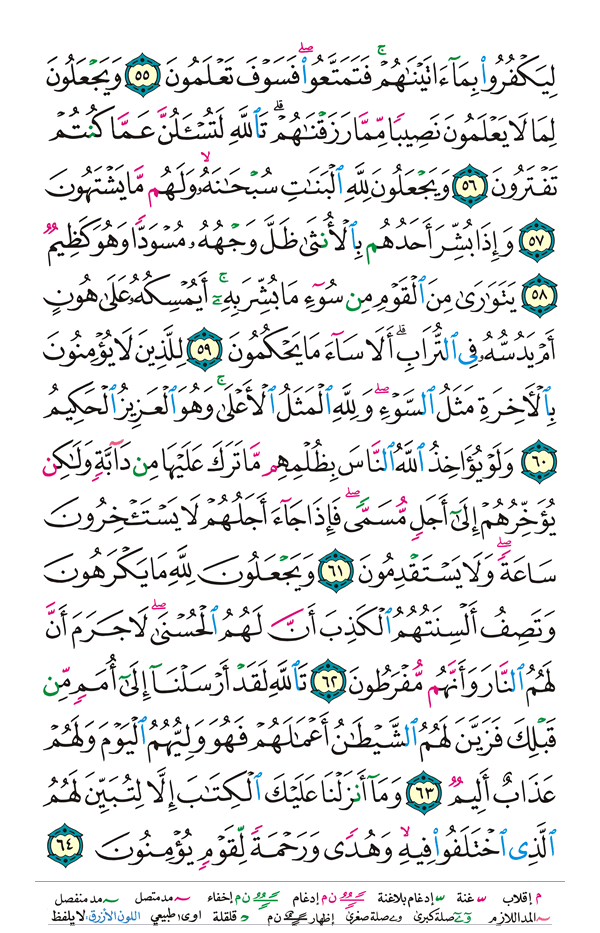 لِيَكْفُرُوا۟ بِمَآ ءَاتَيْنَـٰهُمْ ۚ فَتَمَتَّعُوا۟ ۖ فَسَوْفَ تَعْلَمُونَ ٥٥ وَيَجْعَلُونَ
لِمَا لَا يَعْلَمُونَ نَصِيبًا مِّمَّا رَزَقْنَـٰهُمْ ۗ تَٱللَّهِ لَتُسْـَٔلُنَّ عَمَّا كُنتُمْ
تَفْتَرُونَ ٥٦ وَيَجْعَلُونَ لِلَّهِ ٱلْبَنَـٰتِ سُبْحَـٰنَهُۥ ۙ وَلَهُم مَّا يَشْتَهُونَ
٥٧ وَإِذَا بُشِّرَ أَحَدُهُم بِٱلْأُنثَىٰ ظَلَّ وَجْهُهُۥ مُسْوَدًّا وَهُوَ كَظِيمٌ
٥٨ يَتَوَٰرَىٰ مِنَ ٱلْقَوْمِ مِن سُوٓءِ مَا بُشِّرَ بِهِۦٓ ۚ أَيُمْسِكُهُۥ عَلَىٰ هُونٍ
أَمْ يَدُسُّهُۥ فِى ٱلتُّرَابِ ۗ أَلَا سَآءَ مَا يَحْكُمُونَ ٥٩ لِلَّذِينَ لَا يُؤْمِنُونَ
بِٱلْـَٔاخِرَةِ مَثَلُ ٱلسَّوْءِ ۖ وَلِلَّهِ ٱلْمَثَلُ ٱلْأَعْلَىٰ ۚ وَهُوَ ٱلْعَزِيزُ ٱلْحَكِيمُ
٦٠ وَلَوْ يُؤَاخِذُ ٱللَّهُ ٱلنَّاسَ بِظُلْمِهِم مَّا تَرَكَ عَلَيْهَا مِن دَآبَّةٍ وَلَـٰكِن
يُؤَخِّرُهُمْ إِلَىٰٓ أَجَلٍ مُّسَمًّى ۖ فَإِذَا جَآءَ أَجَلُهُمْ لَا يَسْتَـْٔخِرُونَ
سَاعَةً ۖ وَلَا يَسْتَقْدِمُونَ ٦١ وَيَجْعَلُونَ لِلَّهِ مَا يَكْرَهُونَ
وَتَصِفُ أَلْسِنَتُهُمُ ٱلْكَذِبَ أَنَّ لَهُمُ ٱلْحُسْنَىٰ ۖ لَا جَرَمَ أَنَّ
لَهُمُ ٱلنَّارَ وَأَنَّهُم مُّفْرَطُونَ ٦٢ تَٱللَّهِ لَقَدْ أَرْسَلْنَآ إِلَىٰٓ أُمَمٍ مِّن
قَبْلِكَ فَزَيَّنَ لَهُمُ ٱلشَّيْطَـٰنُ أَعْمَـٰلَهُمْ فَهُوَ وَلِيُّهُمُ ٱلْيَوْمَ وَلَهُمْ
عَذَابٌ أَلِيمٌ ٦٣ وَمَآ أَنزَلْنَا عَلَيْكَ ٱلْكِتَـٰبَ إِلَّا لِتُبَيِّنَ لَهُمُ
ٱلَّذِى ٱخْتَلَفُوا۟ فِيهِ ۙ وَهُدًى وَرَحْمَةً لِّقَوْمٍ يُؤْمِنُونَ ٦٤
م إقلاب غنة إدغام بلاغنة ن م إدغام ن م إخفاء مد متصل مد منفصل
المد اللازم صلة كبرى صلة صغرى إظهار ن م قلقلة اوى طبيعي اللون الأزرق: لا يلفظ